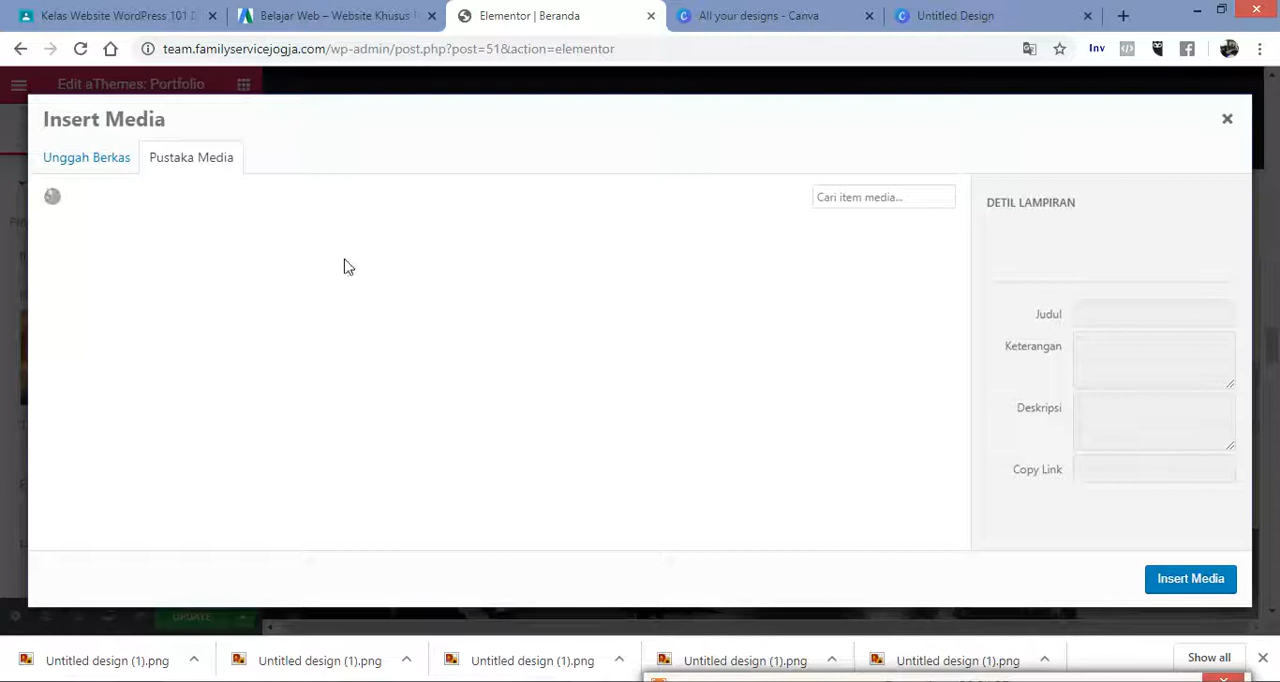 Kelas Website WordPress 101 D
Belajar Web – Website Khusus
Elementor | Beranda
All your designs - Canva
Untitled Design
team.familyservicejogja.com/wp-admin/post.php?post=51&action=elementor
Inv
Edit aThemes: Portfolio
Insert Media
Unggah Berkas
Pustaka Media
Cari item media...
DETIL LAMPIRAN
Judul
Keterangan
Deskripsi
Copy Link
Insert Media
UPDATE
Untitled design (1).png
Untitled design (1).png
Untitled design (1).png
Untitled design (1).png
Untitled design (1).png
Show all